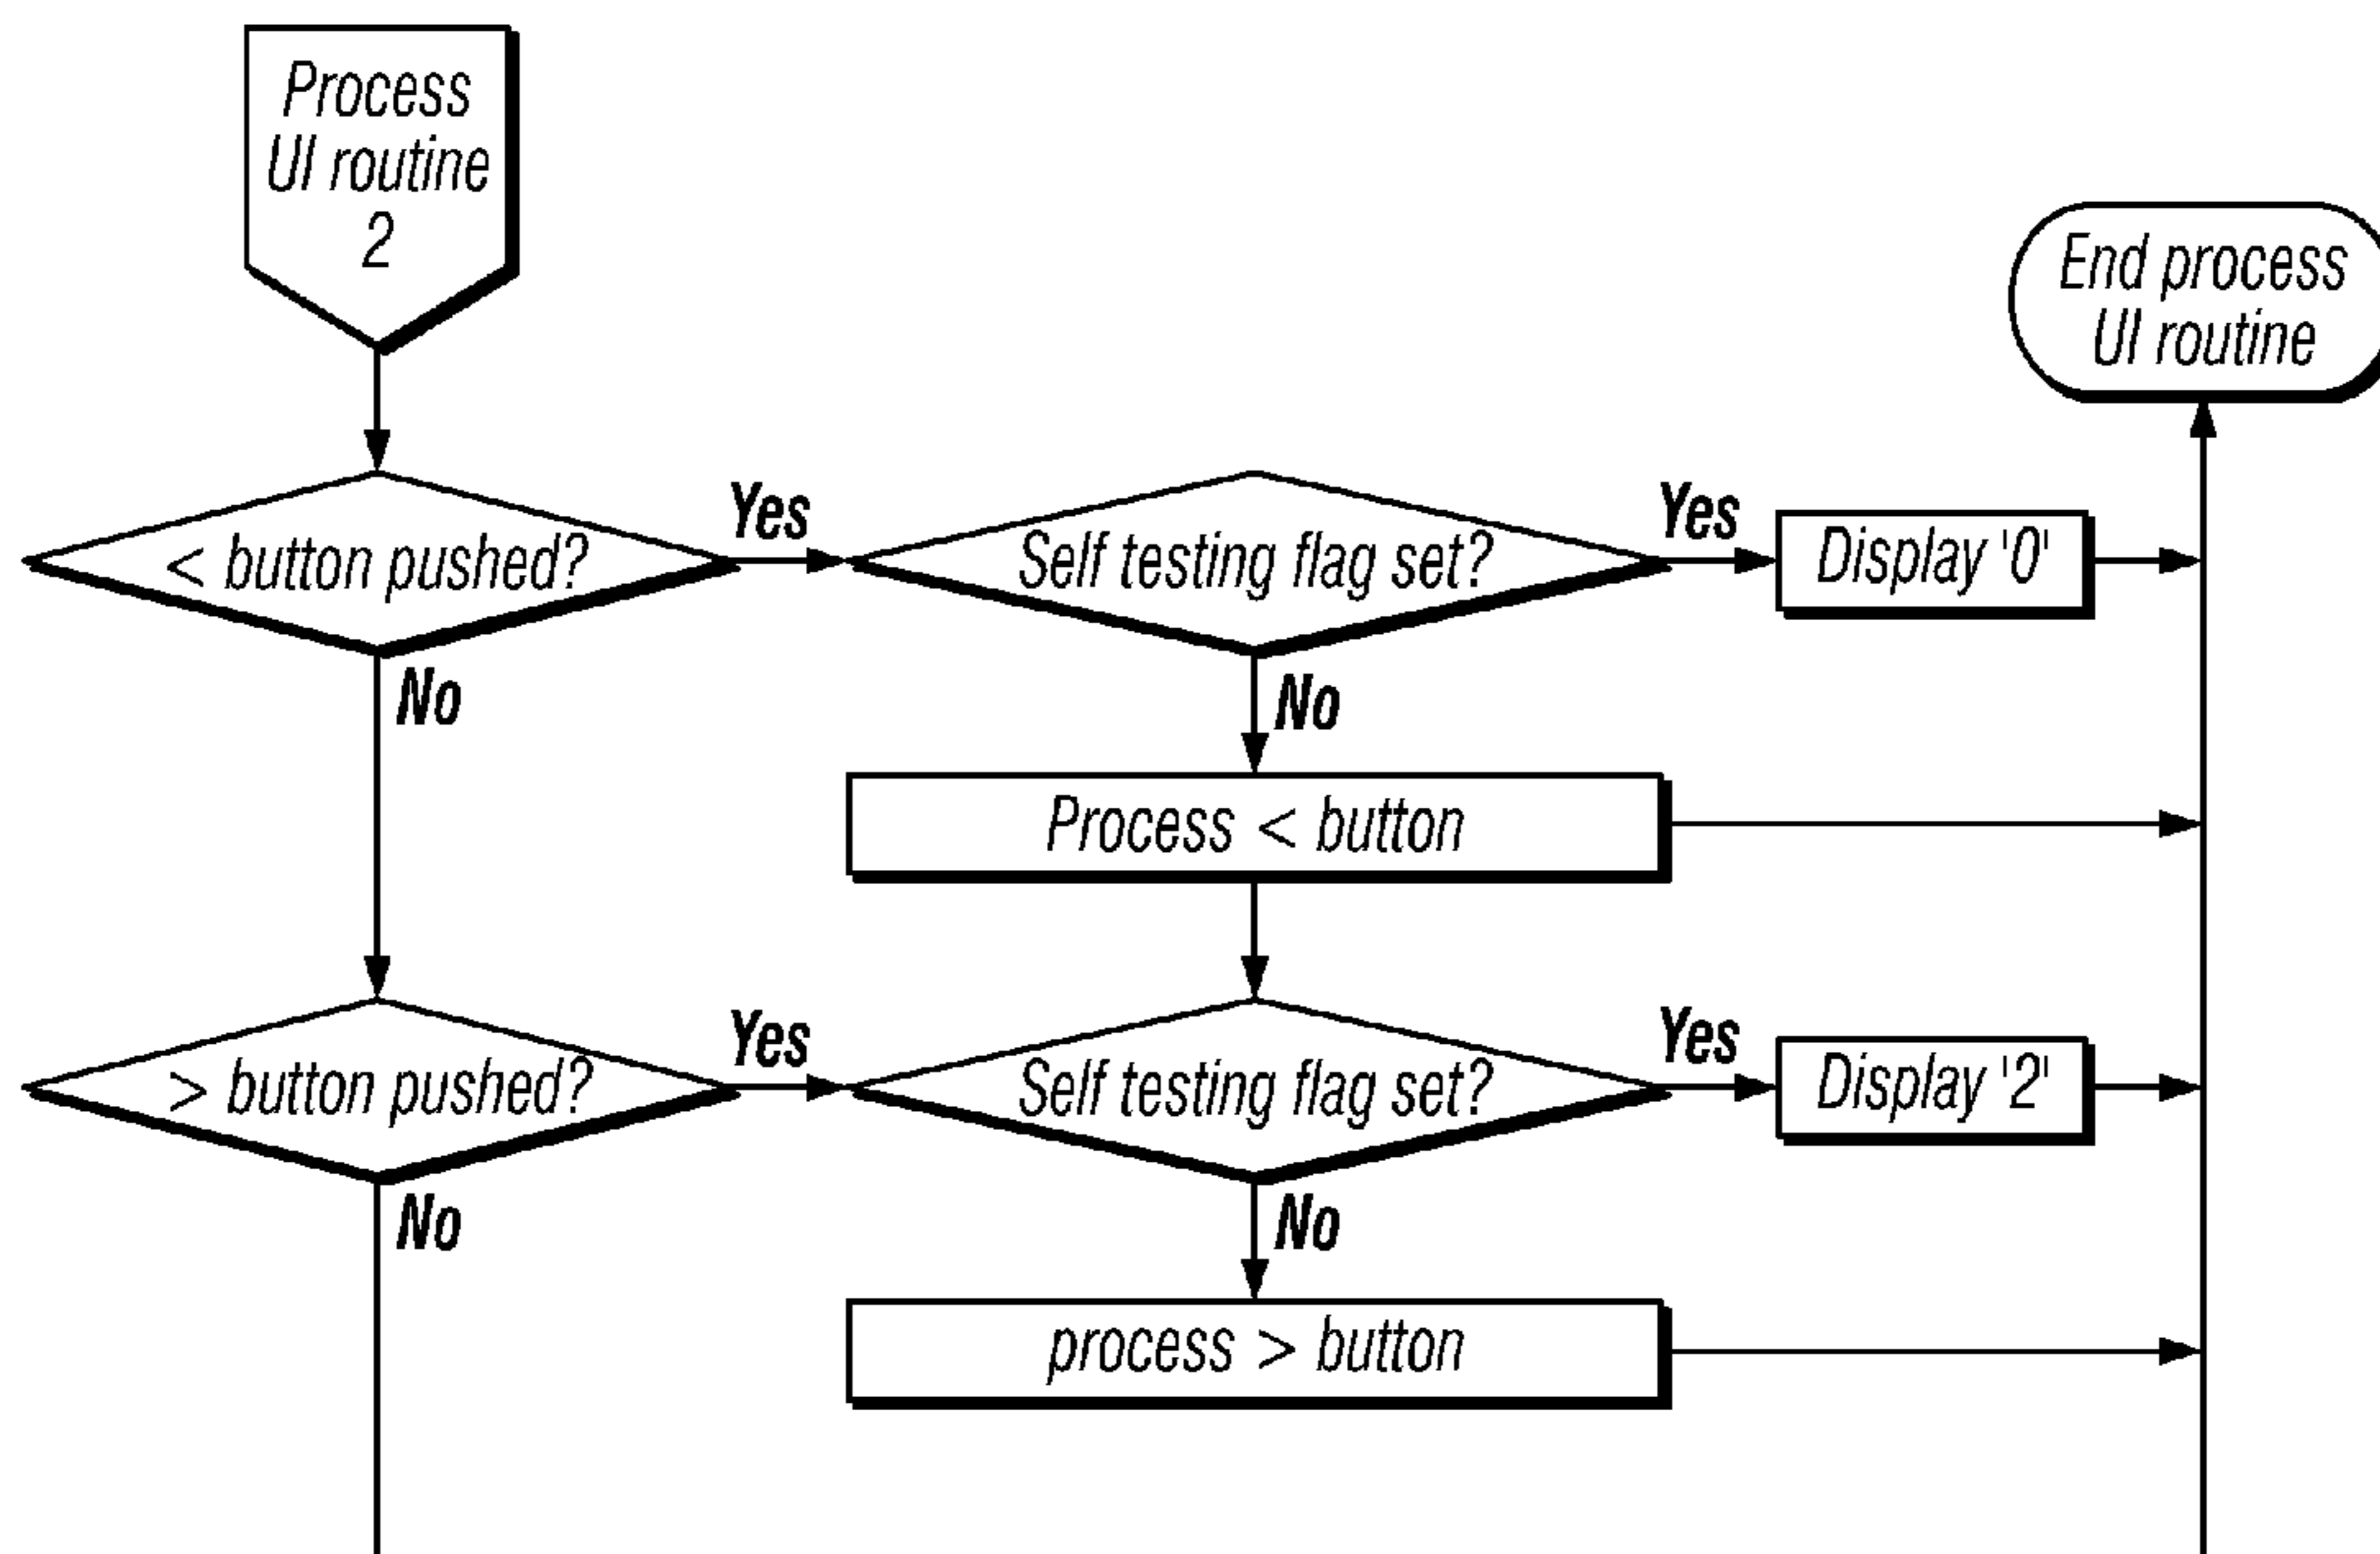 Process
UI routine
2
End process
UI routine
< button pushed?
Yes
Self testing flag set?
Yes
Display '0'
No
No
Process < button
> button pushed?
Yes
Self testing flag set?
Yes
Display '2'
No
No
process > button